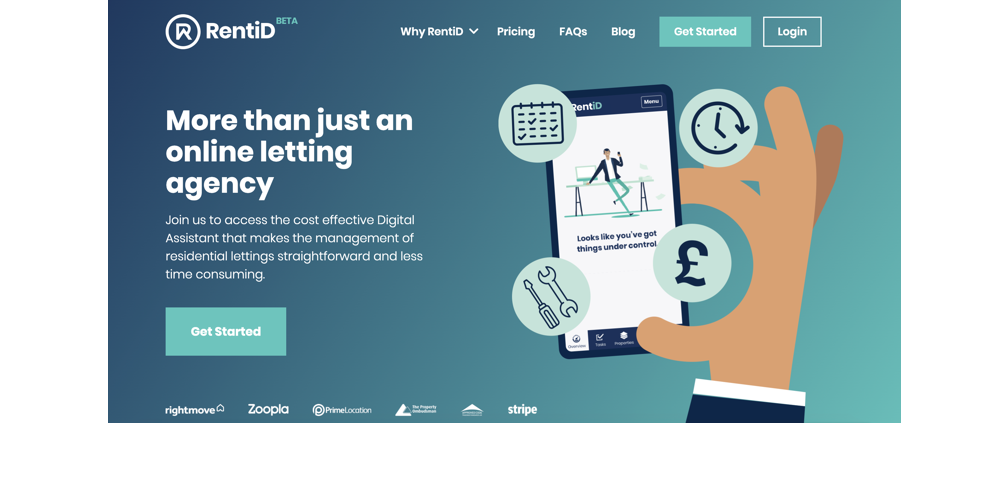 RentiD BETA
Why RentiD Pricing FAQs Blog Get Started Login
More than just an
online letting
agency
Join us to access the cost effective Digital
Assistant that makes the management of
residential lettings straightforward and less
time consuming.
Get Started
RentiD Menu
Looks like you've got
things under control
£
Overview Tasks Properties
rightmove Zoopla PrimeLocation The Property
Ombudsman stripe